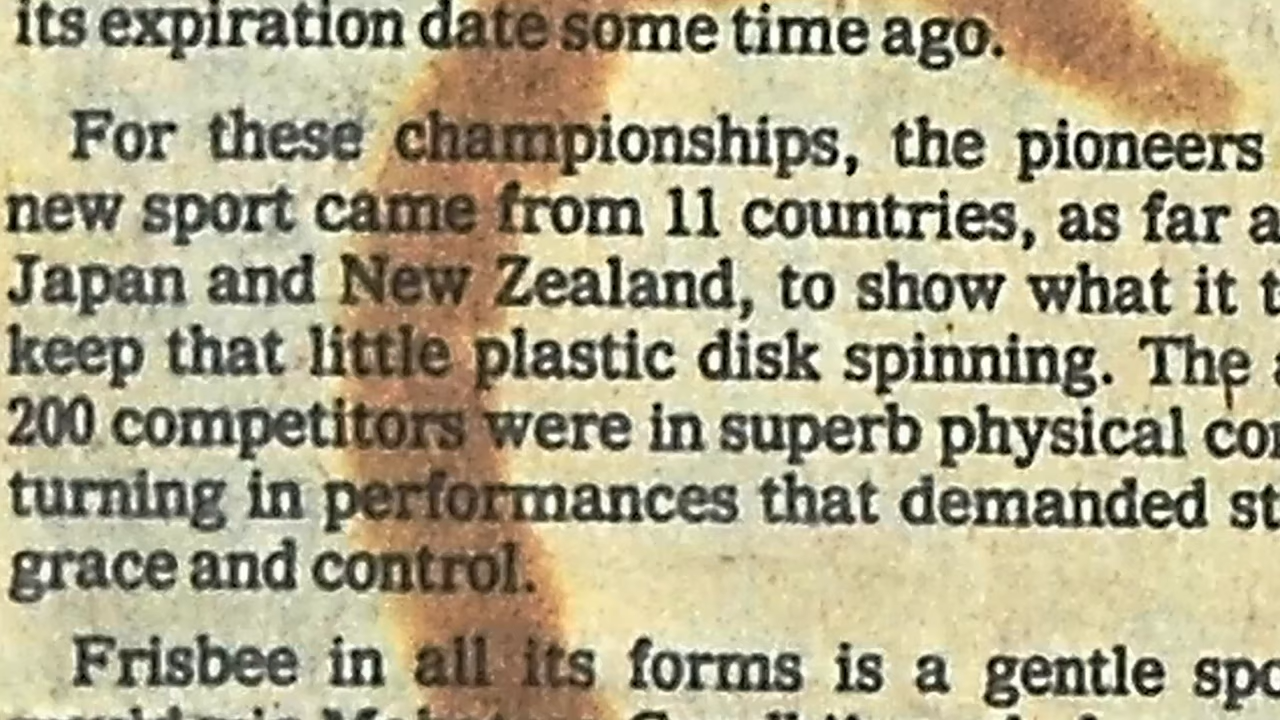 its expiration date some time ago.
For these championships, the pioneers
new sport came from 11 countries, as far a
Japan and New Zealand, to show what it t
keep that little plastic disk spinning. The a
200 competitors were in superb physical con
turning in performances that demanded st
grace and control.
Frisbee in all its forms is a gentle spo